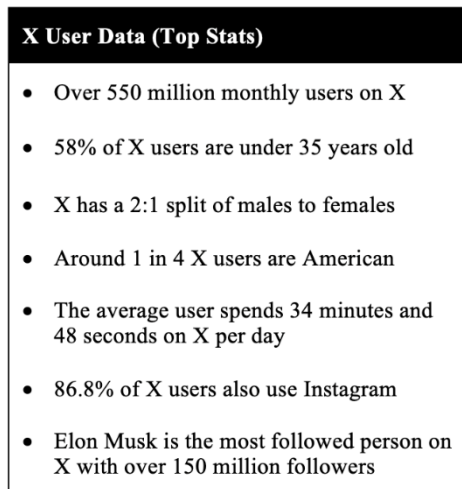 X User Data (Top Stats)
• Over 550 million monthly users on X
• 58% of X users are under 35 years old
• X has a 2:1 split of males to females
• Around 1 in 4 X users are American
• The average user spends 34 minutes and
48 seconds on X per day
• 86.8% of X users also use Instagram
• Elon Musk is the most followed person on
X with over 150 million followers